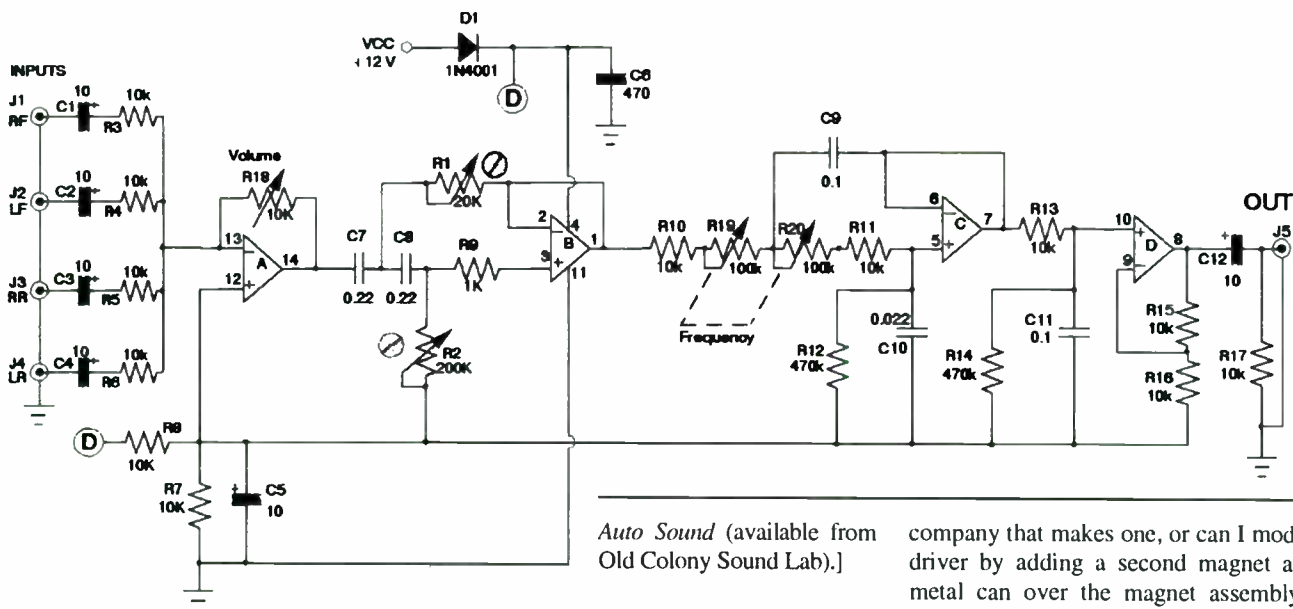 D1
VCC
+12 V
1N4001
D
C6
470
INPUTS
J1
RF
C1
10
R3
10k
J2
LF
C2
10
R4
10k
J3
RR
C3
10
R5
10k
J4
LR
C4
10
R6
10k
Volume
R18
10K
13
12
A
14
C7
0.22
C8
0.22
R1
20K
R9
1K
R2
200K
2
3
4
B
1
11
R10
10k
R19
100k
R20
100k
Frequency
R11
10k
C9
0.1
6
5
C
7
R12
470k
0.022
C10
R13
10k
R14
470k
C11
0.1
10
9
D
8
R15
10k
R16
10k
C12
10
R17
10k
OUT
J5
D
R8
10K
R7
10K
C5
10
Auto Sound (available from
Old Colony Sound Lab).]
company that makes one, or can I mod
driver by adding a second magnet a
metal can over the magnet assembly